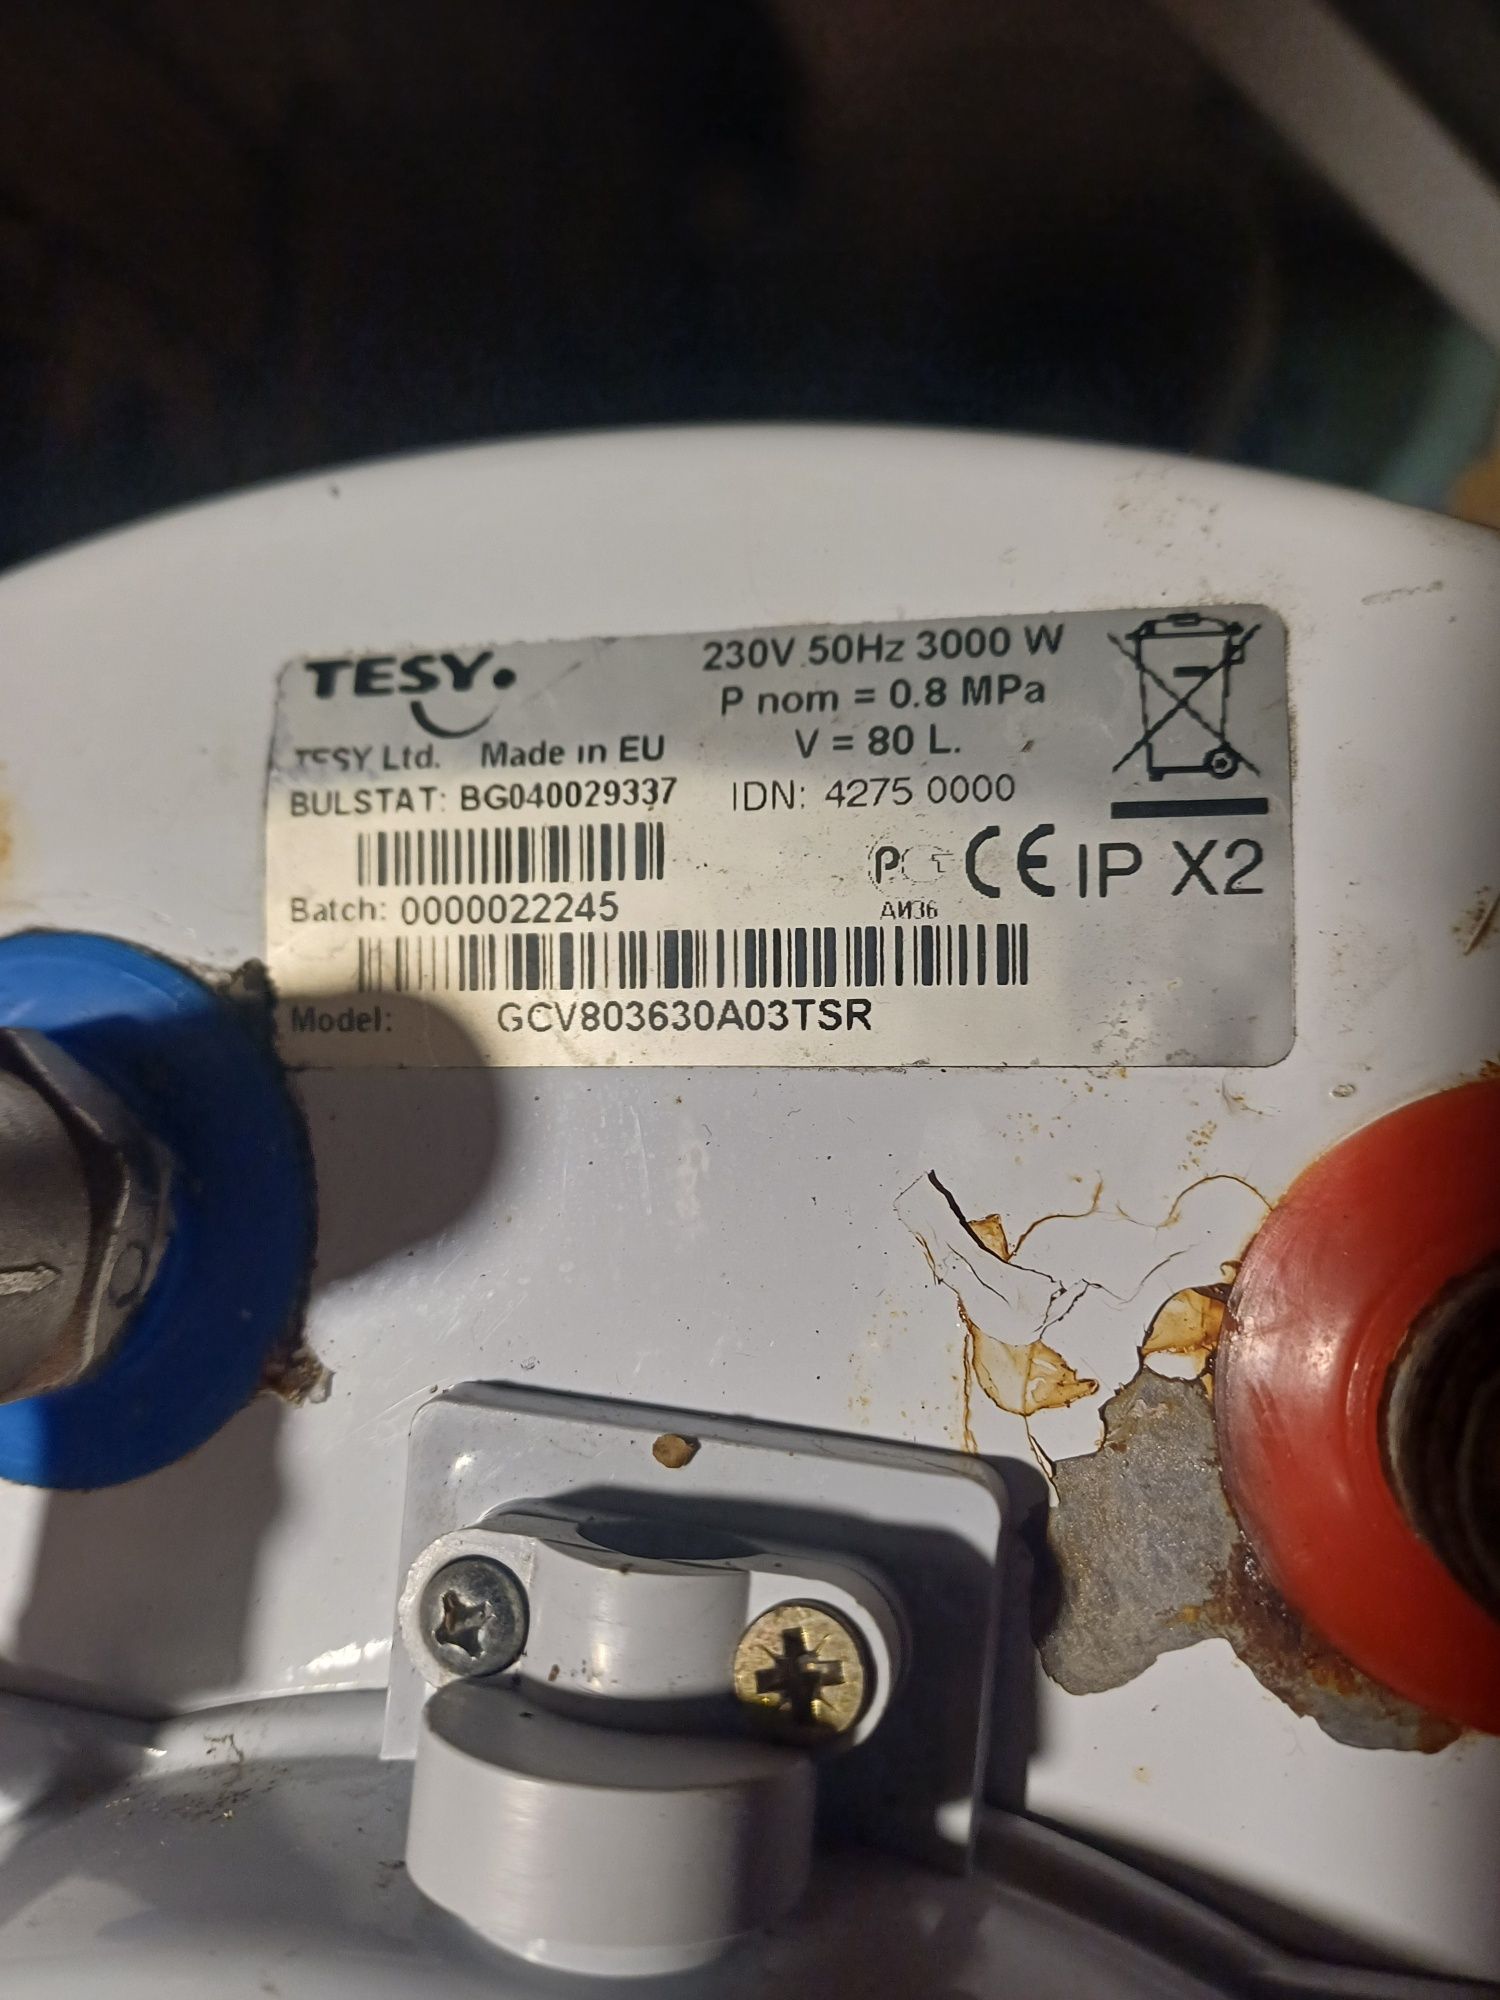 TESY
230V 50Hz 3000 W
P nom = 0.8 MPa
V = 80 L.
TESY Ltd. Made in EU
BULSTAT: BG040029337
IDN: 4275 0000
CE IP X2
Batch: 0000022245
Model: GCV803630A03TSR